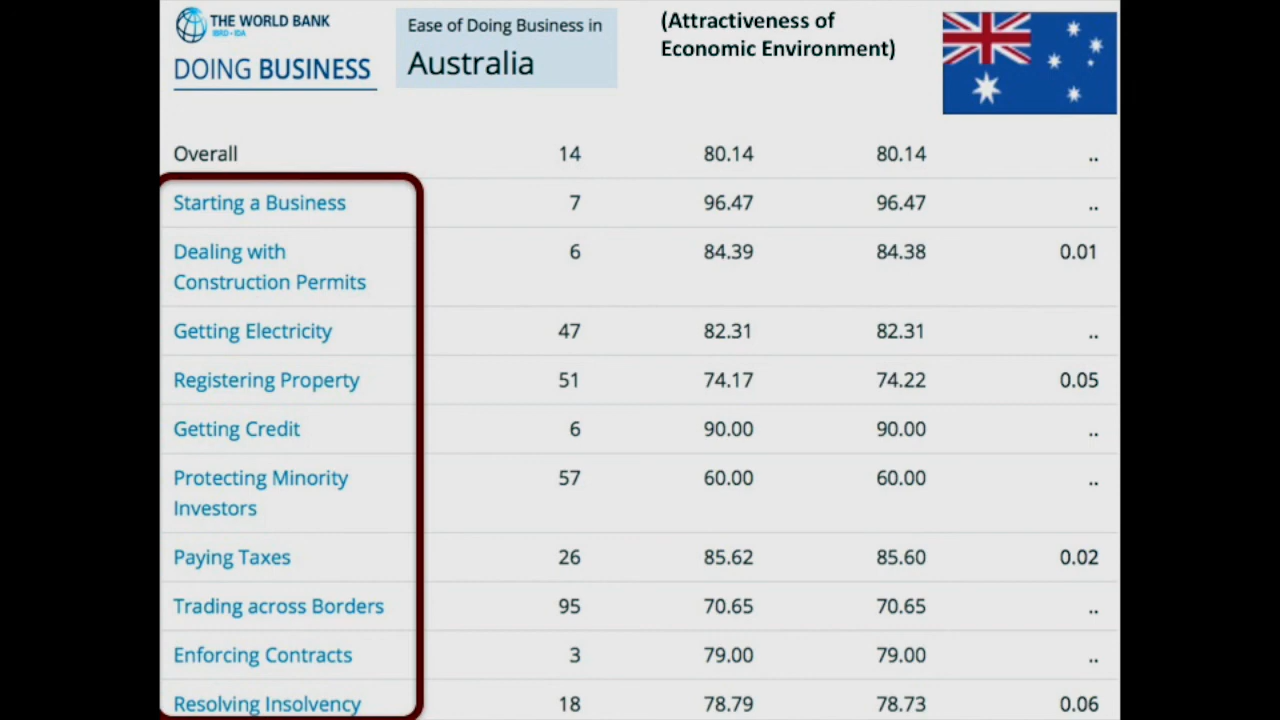 THE WORLD BANK
IBRD • IDA
DOING BUSINESS
Ease of Doing Business in
Australia
(Attractiveness of
Economic Environment)
Overall 14 80.14 80.14 ..
Starting a Business 7 96.47 96.47 ..
Dealing with
Construction Permits 6 84.39 84.38 0.01
Getting Electricity 47 82.31 82.31 ..
Registering Property 51 74.17 74.22 0.05
Getting Credit 6 90.00 90.00 ..
Protecting Minority
Investors 57 60.00 60.00 ..
Paying Taxes 26 85.62 85.60 0.02
Trading across Borders 95 70.65 70.65 ..
Enforcing Contracts 3 79.00 79.00 ..
Resolving Insolvency 18 78.79 78.73 0.06